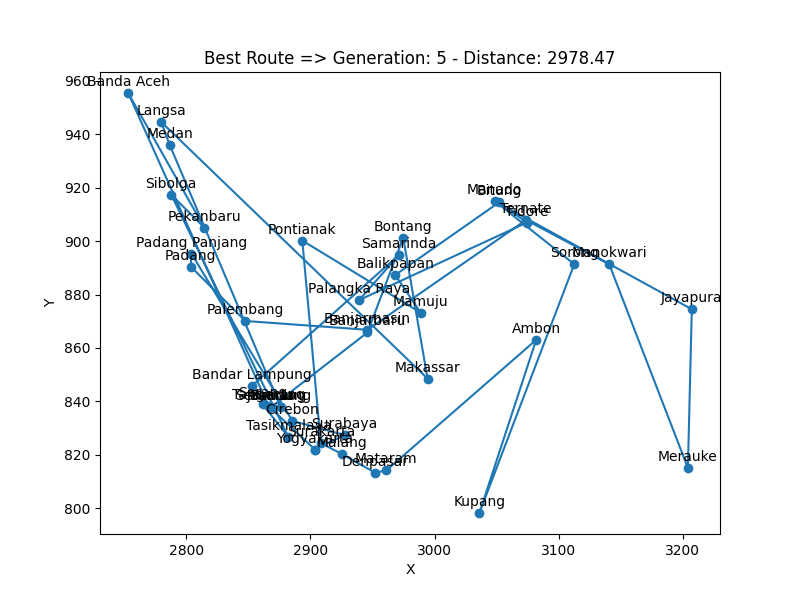 Best Route => Generation: 5 - Distance: 2978.47
960
Banda Aceh
Langsa
940
Medan
Sibolga
Manado
Bitung
920
Pekanbaru
Ternate
Tidore
Pontianak
Bontang
900
Padang Panjang
Samarinda
Padang
Balikpapan
Sorong
Manokwari
880
Palangka Raya
Mamuju
Jayapura
Palembang
Banjarmasin
Banjarbaru
Ambon
860
Bandar Lampung
Makassar
840
Cirebon
Tasikmalaya
Surabaya
Surakarta
Yogyakarta
Malang
820
Denpasar
Mataram
Merauke
Kupang
800
2800
2900
3000
3100
3200
X
Y